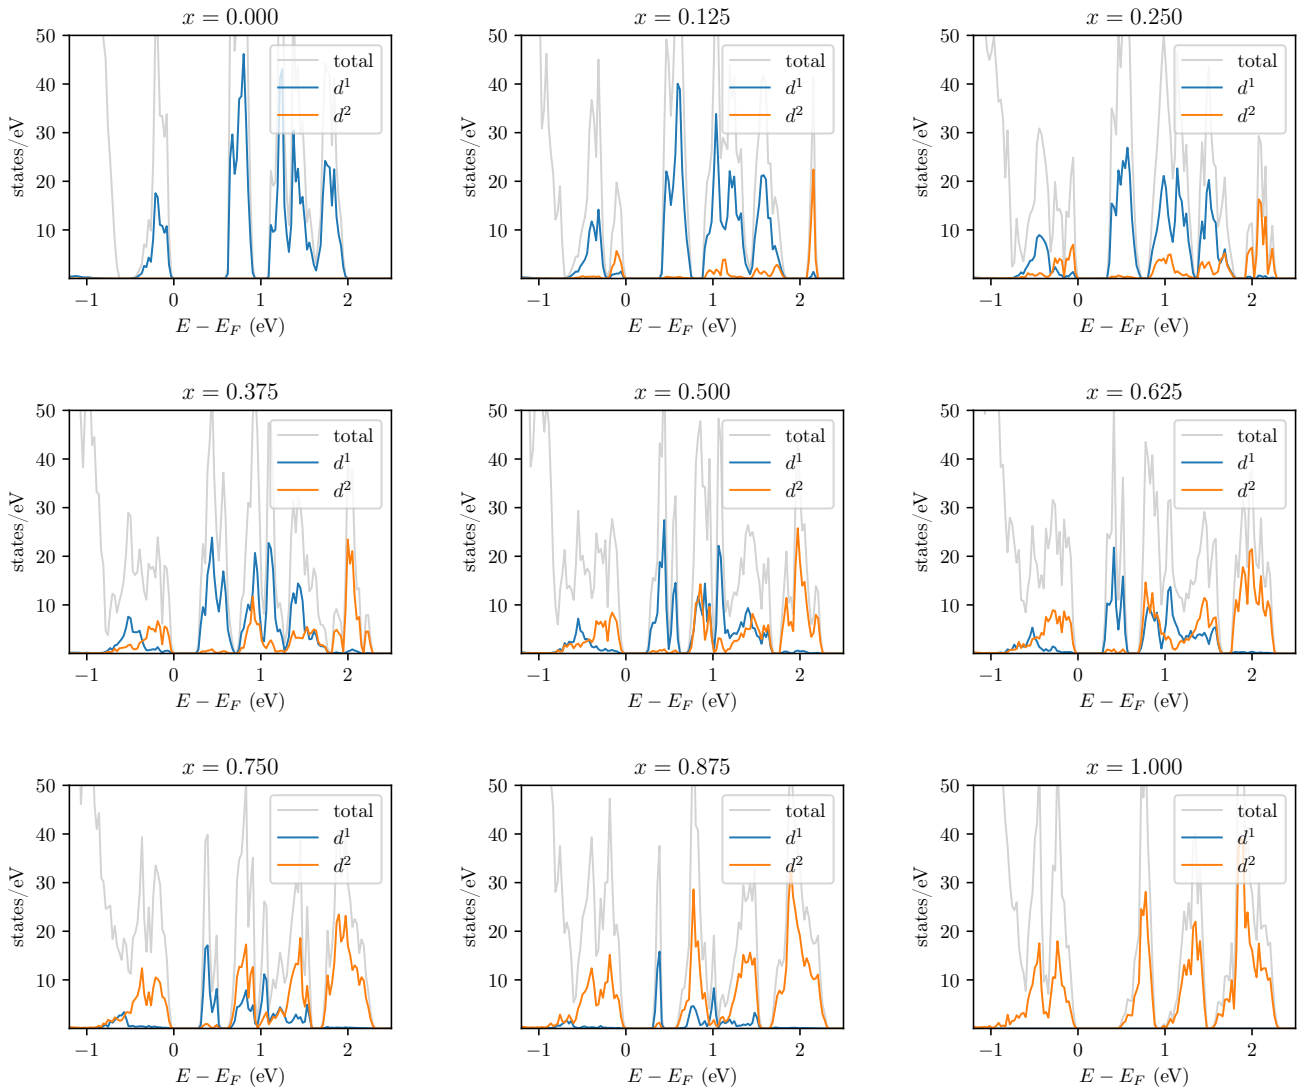 x = 0.000
50
40
30
20
10
states/eV
total
d¹
d²
−1
0
1
2
E − E_F (eV)
x = 0.125
50
40
30
20
10
states/eV
total
d¹
d²
−1
0
1
2
E − E_F (eV)
x = 0.250
50
40
30
20
10
states/eV
total
d¹
d²
−1
0
1
2
E − E_F (eV)
x = 0.375
50
40
30
20
10
states/eV
total
d¹
d²
−1
0
1
2
E − E_F (eV)
x = 0.500
50
40
30
20
10
states/eV
total
d¹
d²
−1
0
1
2
E − E_F (eV)
x = 0.625
50
40
30
20
10
states/eV
total
d¹
d²
−1
0
1
2
E − E_F (eV)
x = 0.750
50
40
30
20
10
states/eV
total
d¹
d²
−1
0
1
2
E − E_F (eV)
x = 0.875
50
40
30
20
10
states/eV
total
d¹
d²
−1
0
1
2
E − E_F (eV)
x = 1.000
50
40
30
20
10
states/eV
total
d¹
d²
−1
0
1
2
E − E_F (eV)